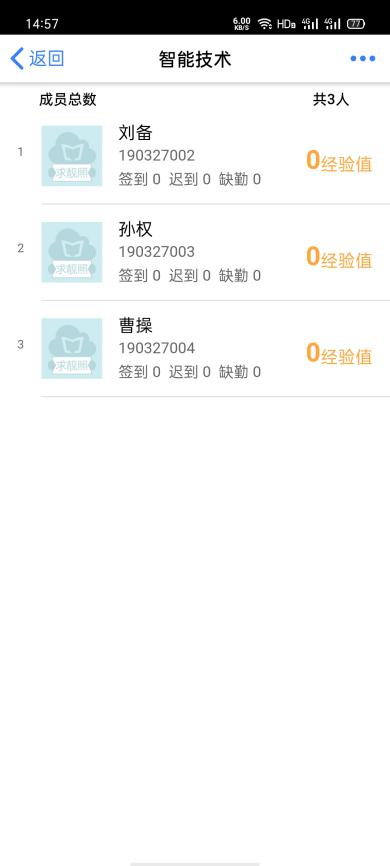 14:57
6.00 KB/S HD 4G 4G 77
返回
智能技术
成员总数
共3人
1
求靓照
刘备
190327002
签到 0 迟到 0 缺勤 0
0经验值
2
求靓照
孙权
190327003
签到 0 迟到 0 缺勤 0
0经验值
3
求靓照
曹操
190327004
签到 0 迟到 0 缺勤 0
0经验值